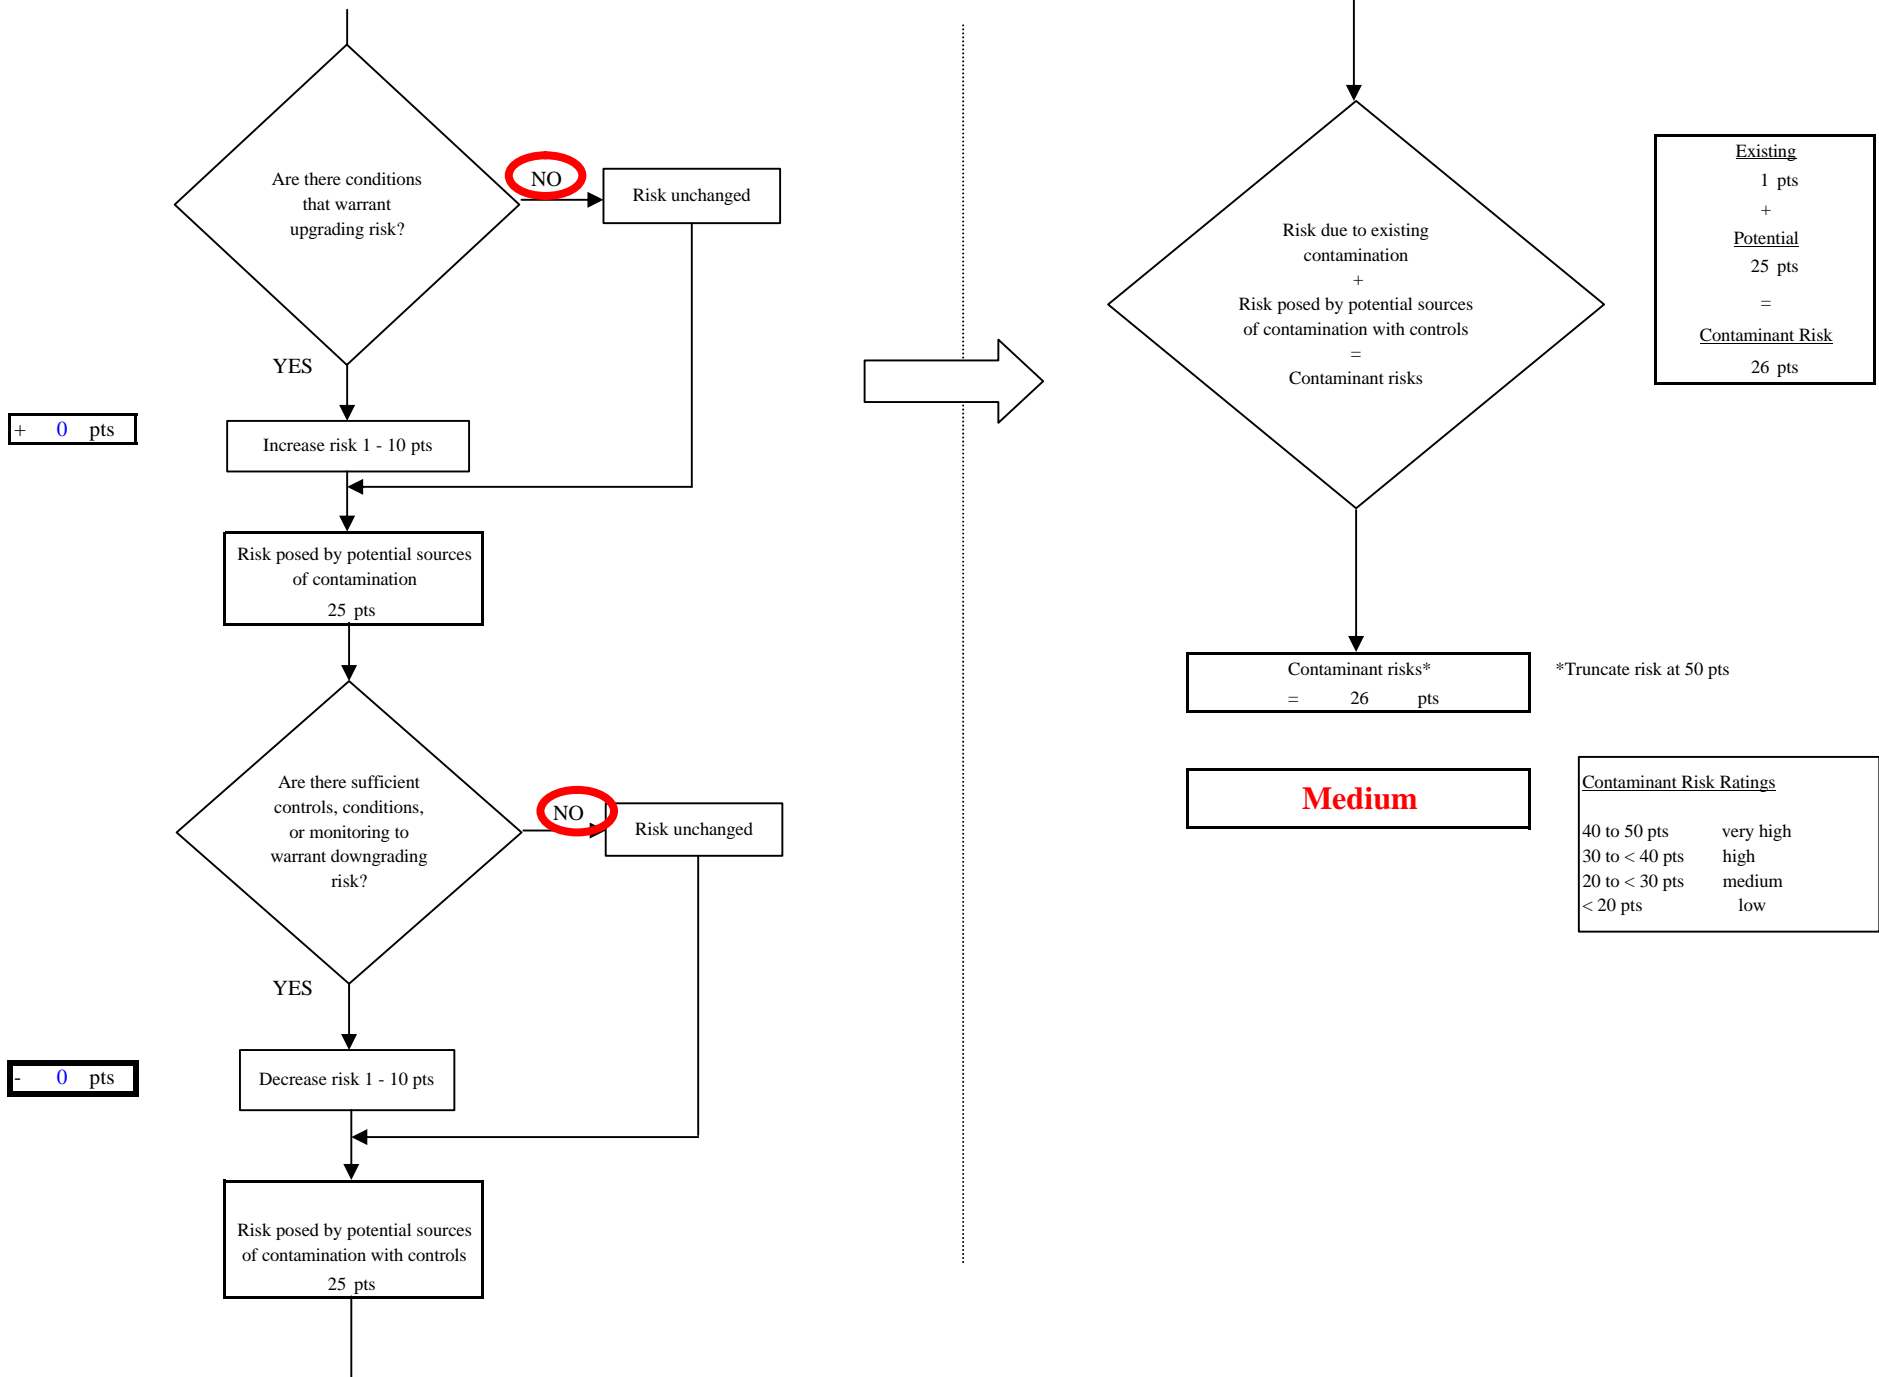 Are there conditions
that warrant
upgrading risk?
NO
Risk unchanged
YES
+ 0 pts
Increase risk 1 - 10 pts
Risk posed by potential sources
of contamination
25 pts
Are there sufficient
controls, conditions,
or monitoring to
warrant downgrading
risk?
NO
Risk unchanged
YES
- 0 pts
Decrease risk 1 - 10 pts
Risk posed by potential sources
of contamination with controls
25 pts
Risk due to existing
contamination
+
Risk posed by potential sources
of contamination with controls
=
Contaminant risks
Existing
1 pts
+
Potential
25 pts
=
Contaminant Risk
26 pts
Contaminant risks*
= 26 pts
*Truncate risk at 50 pts
Medium
Contaminant Risk Ratings
40 to 50 pts very high
30 to < 40 pts high
20 to < 30 pts medium
< 20 pts low